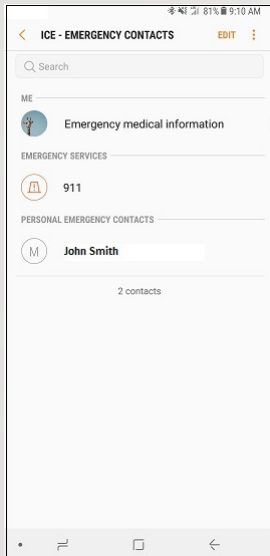 81% 9:10 AM
ICE - EMERGENCY CONTACTS EDIT
Search
ME
Emergency medical information
EMERGENCY SERVICES
911
PERSONAL EMERGENCY CONTACTS
M John Smith
2 contacts